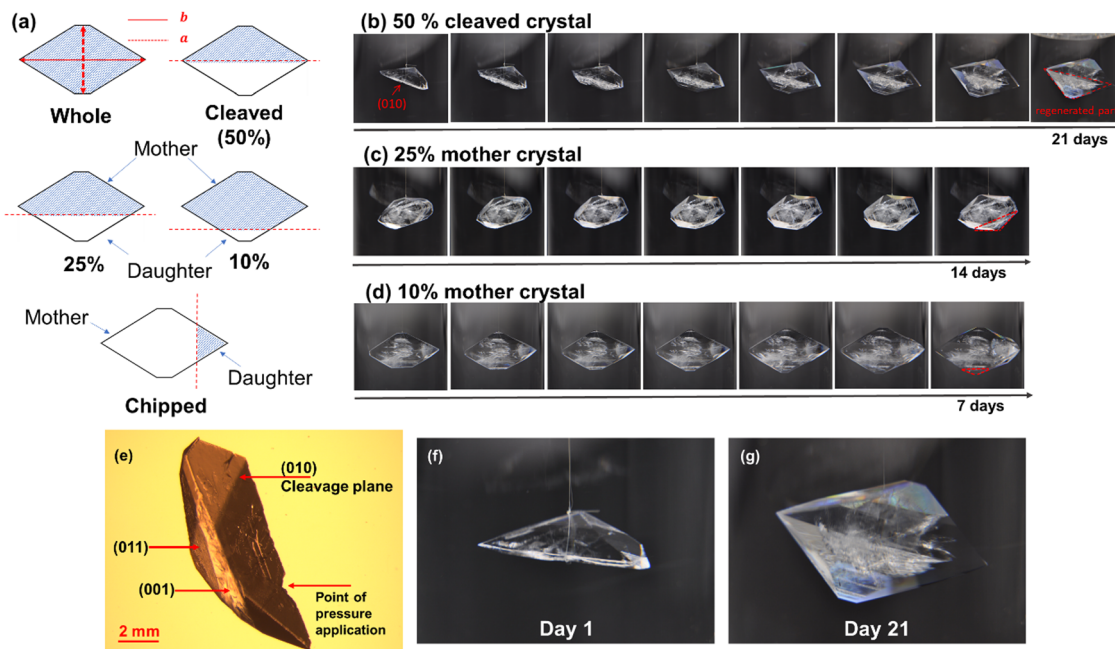 (a)
b
a
Whole
Cleaved
(50%)
Mother
25%
10%
Daughter
Mother
Daughter
Chipped
(b) 50 % cleaved crystal
(010)
regenerated part
21 days
(c) 25% mother crystal
14 days
(d) 10% mother crystal
7 days
(e)
(010)
Cleavage plane
(011)
(001)
Point of
pressure
application
2 mm
(f)
Day 1
(g)
Day 21